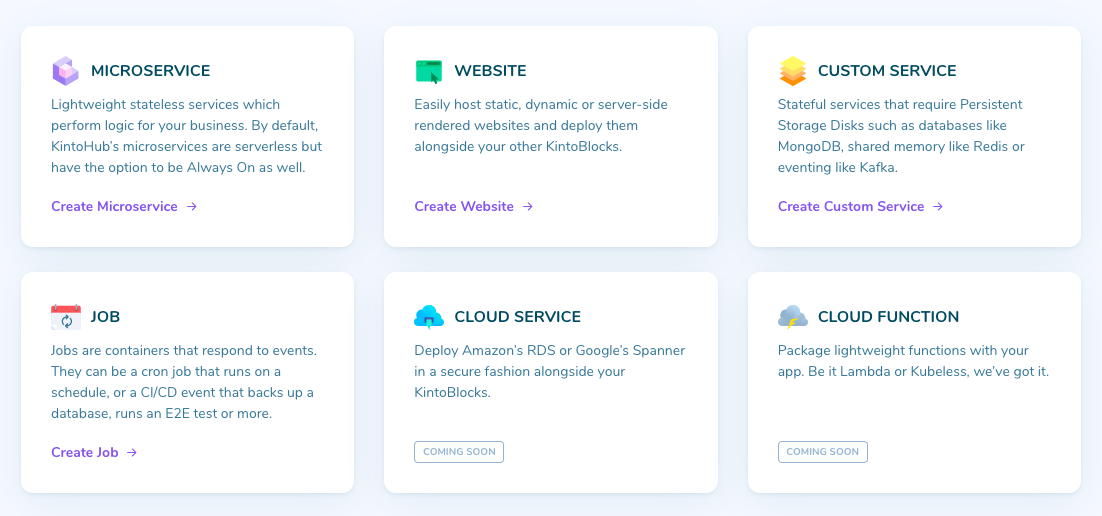 MICROSERVICE
Lightweight stateless services which
perform logic for your business. By default,
KintoHub’s microservices are serverless but
have the option to be Always On as well.
Create Microservice →
WEBSITE
Easily host static, dynamic or server-side
rendered websites and deploy them
alongside your other KintoBlocks.
Create Website →
CUSTOM SERVICE
Stateful services that require Persistent
Storage Disks such as databases like
MongoDB, shared memory like Redis or
eventing like Kafka.
Create Custom Service →
JOB
Jobs are containers that respond to events.
They can be a cron job that runs on a
schedule, or a CI/CD event that backs up a
database, runs an E2E test or more.
Create Job →
CLOUD SERVICE
Deploy Amazon’s RDS or Google’s Spanner
in a secure fashion alongside your
KintoBlocks.
COMING SOON
CLOUD FUNCTION
Package lightweight functions with your
app. Be it Lambda or Kubeless, we’ve got it.
COMING SOON